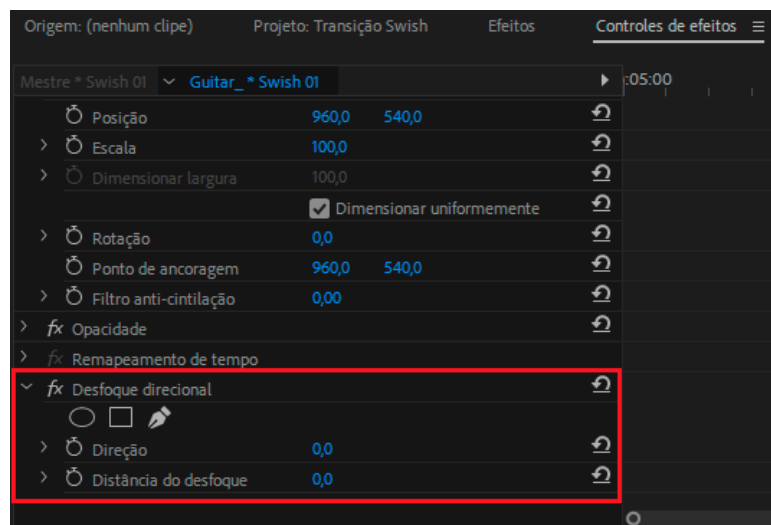 Origem: (nenhum clipe) Projeto: Transição Swish Efeitos Controles de efeitos
Mestre * Swish 01 Guitar_ * Swish 01 :05:00
Posição 960,0 540,0
Escala 100,0
Dimensionar largura 100,0
Dimensionar uniformemente
Rotação 0,0
Ponto de ancoragem 960,0 540,0
Filtro anti-cintilação 0,00
fx Opacidade
fx Remapeamento de tempo
fx Desfoque direcional
Direção 0,0
Distância do desfoque 0,0